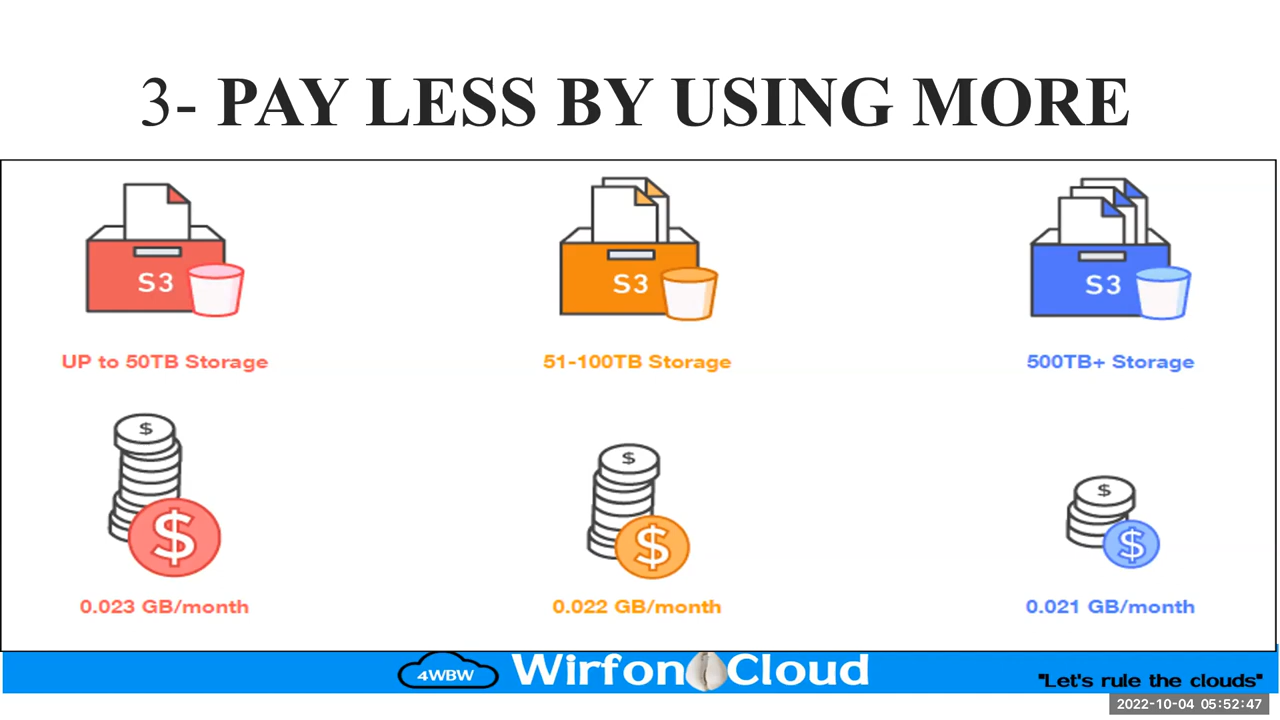 3- PAY LESS BY USING MORE
S3
S3
S3
UP to 50TB Storage
51-100TB Storage
500TB+ Storage
$
$
$
$
$
$
0.023 GB/month
0.022 GB/month
0.021 GB/month
4WBW
Wirfon Cloud
"Let's rule the clouds"
2022-10-04 05:52:47